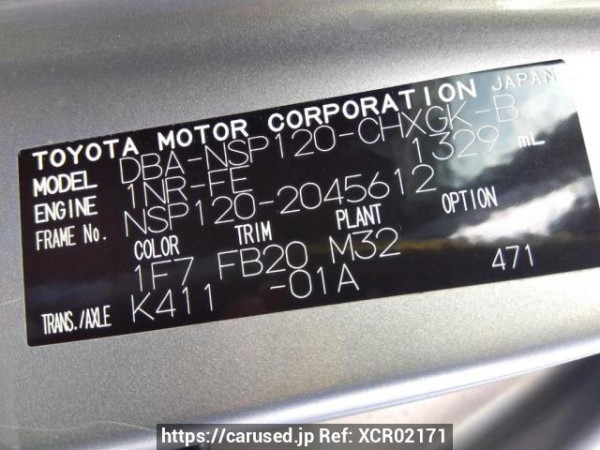 TOYOTA MOTOR CORPORATION JAPAN
MODEL DBA-NSP120-CHXGK-B
ENGINE 1NR-FE 1329 mL
FRAME No. NSP120-2045612
COLOR TRIM PLANT OPTION
1F7 FB20 M32
TRANS./AXLE K411 -01A 471
https://carused.jp Ref: XCR02171